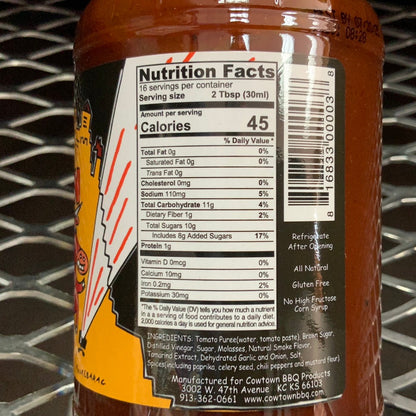 Nutrition Facts
16 servings per container
Serving size 2 Tbsp (30ml)
Amount per serving
Calories 45
% Daily Value*
Total Fat 0g 0%
Saturated Fat 0g 0%
Trans Fat 0g
Cholesterol 0mg 0%
Sodium 110mg 5%
Total Carbohydrate 11g 4%
Dietary Fiber 1g 2%
Total Sugars 10g
Includes 8g Added Sugars 17%
Protein 1g
Vitamin D 0mcg 0%
Calcium 10mg 0%
Iron 0.2mg 2%
Potassium 30mg 0%
*The % Daily Value (DV) tells you how much a nutrient in
a a serving of food contributes to a daily diet.
2,000 calories a day is used for general nutrition advice.
8 16833 00003 8
Refrigerate
After Opening
All Natural
Gluten Free
No High Fructose
Corn Syrup
INGREDIENTS: Tomato Puree(water, tomato paste), Brown Sugar,
Distilled Vinegar, Sugar, Molasses, Natural Smoke Flavor,
Tamarind Extract, Dehydrated Garlic and Onion, Salt,
Spices(including paprika, celery seed, chili peppers and mustard flour)
Manufactured for Cowtown BBQ Products
3002 W. 47th Avenue KC KS 66103
913-362-0661 www.cowtownbbq.com